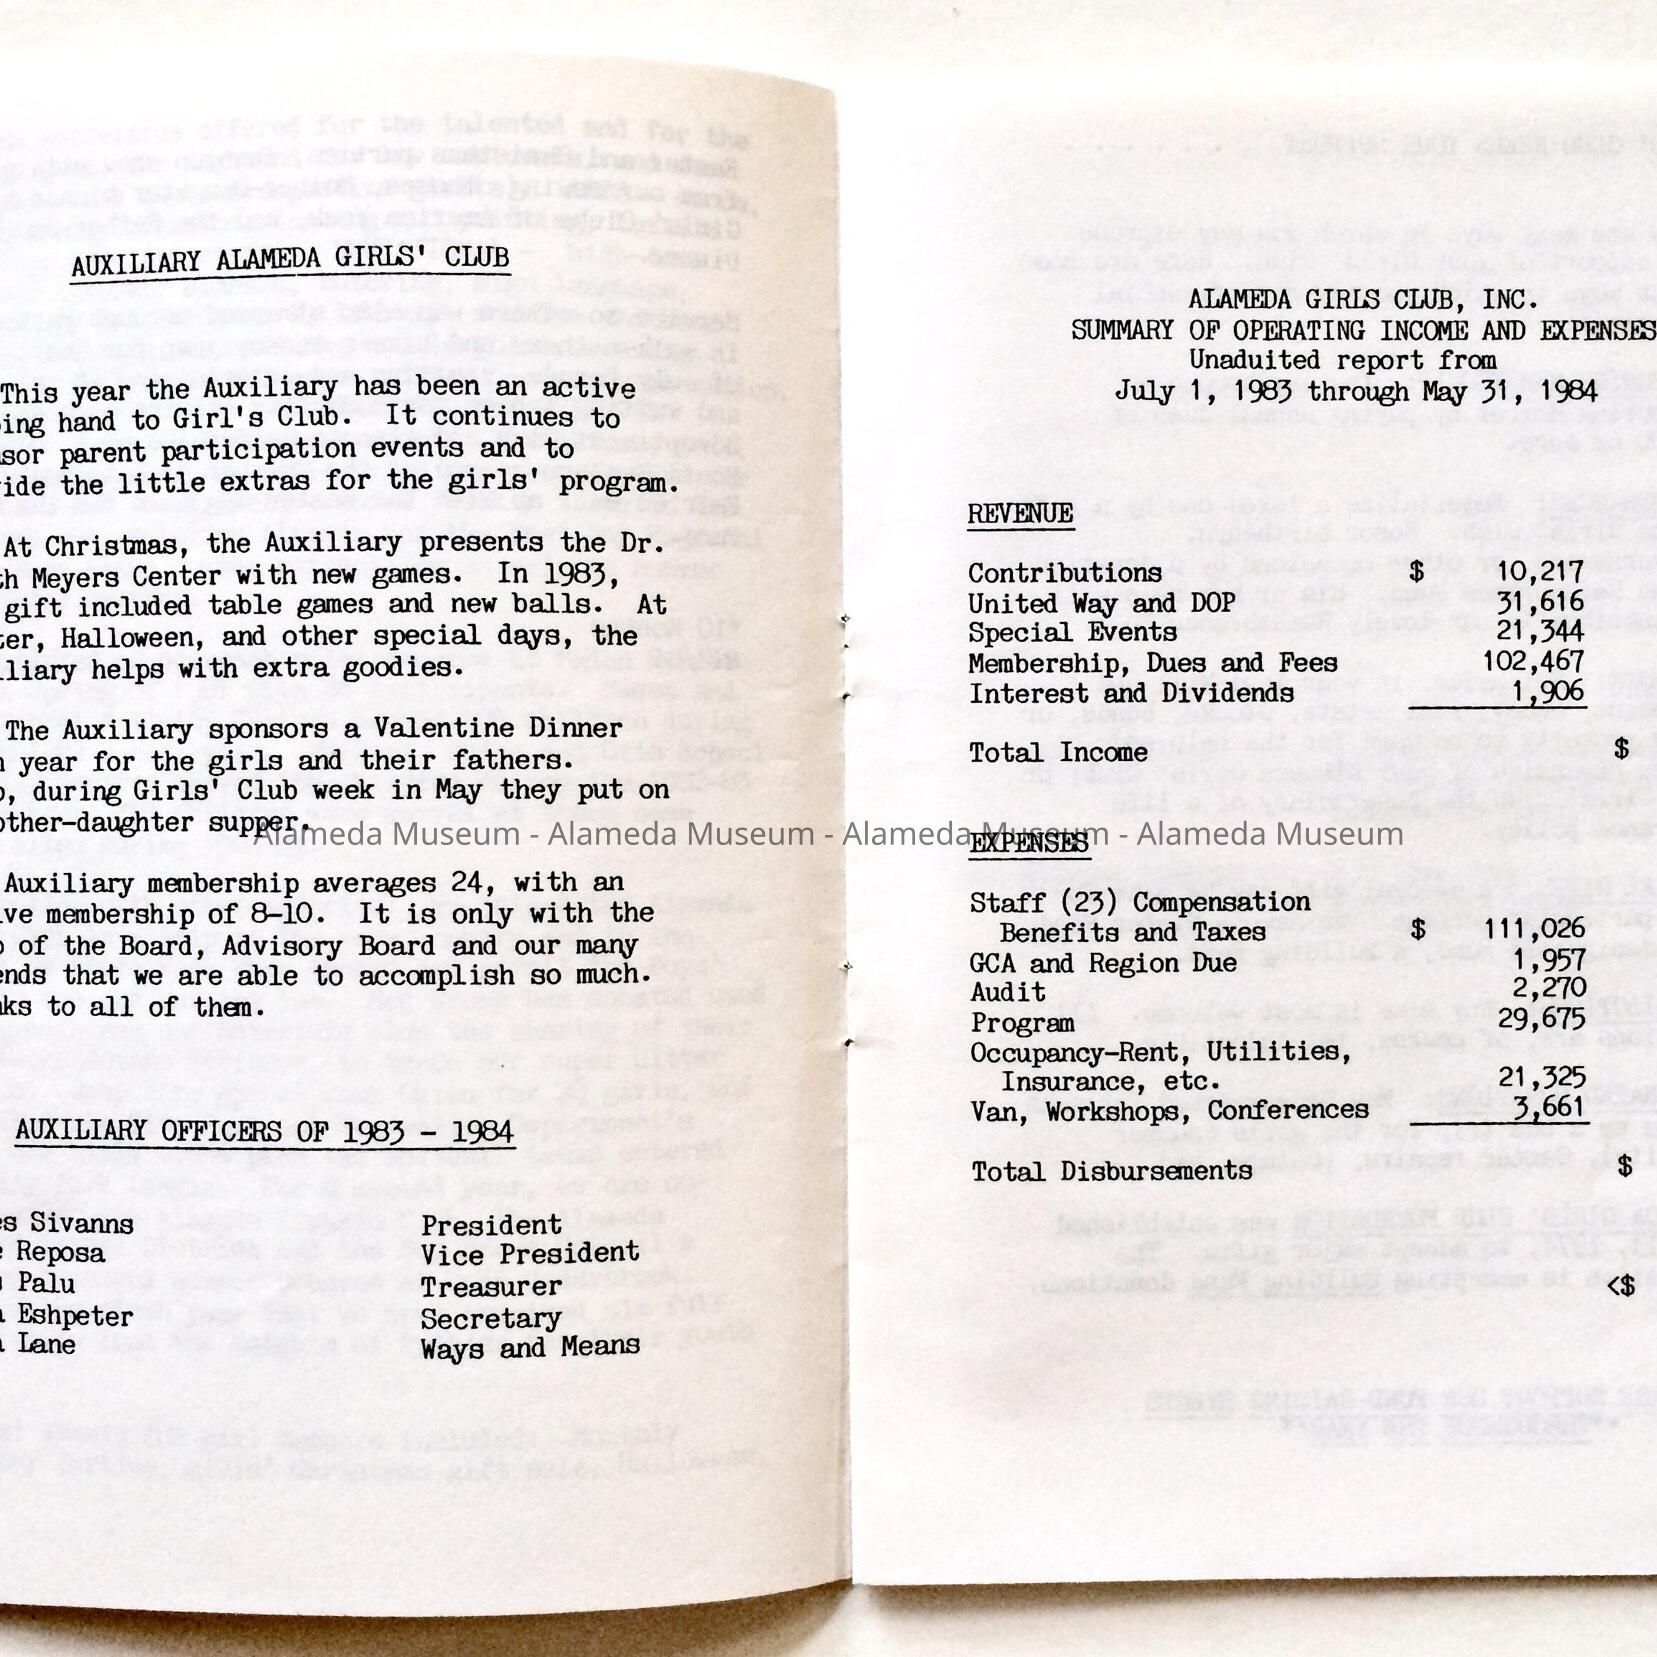 AUXILIARY ALAMEDA GIRLS' CLUB
This year the Auxiliary has been an active
ing hand to Girl's Club. It continues to
sor parent participation events and to
ide the little extras for the girls' program.
At Christmas, the Auxiliary presents the Dr.
th Meyers Center with new games. In 1983,
gift included table games and new balls. At
ter, Halloween, and other special days, the
iliary helps with extra goodies.
The Auxiliary sponsors a Valentine Dinner
year for the girls and their fathers.
, during Girls' Club week in May they put on
other-daughter supper.
Auxiliary membership averages 24, with an
ive membership of 8-10. It is only with the
of the Board, Advisory Board and our many
ends that we are able to accomplish so much.
nks to all of them.
AUXILIARY OFFICERS OF 1983 - 1984
es Sivanns President
e Reposa Vice President
s Palu Treasurer
a Eshpeter Secretary
a Lane Ways and Means
ALAMEDA GIRLS CLUB, INC.
SUMMARY OF OPERATING INCOME AND EXPENSES
Unaduited report from
July 1, 1983 through May 31, 1984
REVENUE
Contributions $ 10,217
United Way and DOP 31,616
Special Events 21,344
Membership, Dues and Fees 102,467
Interest and Dividends 1,906
Total Income $
EXPENSES
Staff (23) Compensation
Benefits and Taxes $ 111,026
GCA and Region Due 1,957
Audit 2,270
Program 29,675
Occupancy-Rent, Utilities,
Insurance, etc. 21,325
Van, Workshops, Conferences 3,661
Total Disbursements $
<$
Alameda Museum - Alameda Museum - Alameda Museum - Alameda Museum